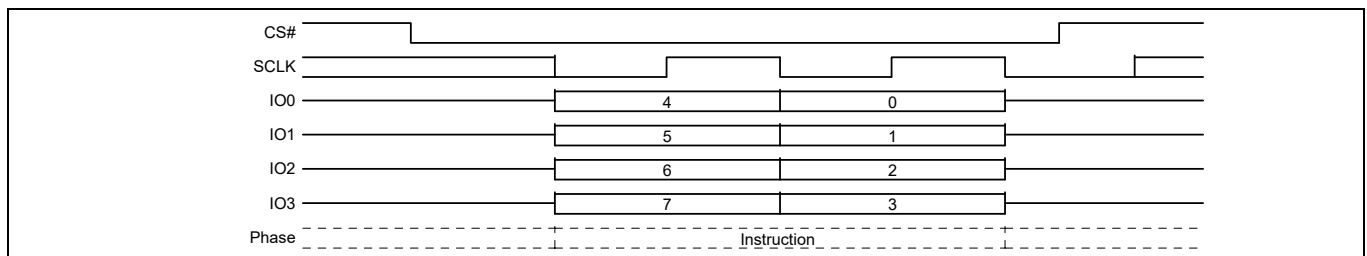 CS#
SCLK
IO0 4 0
IO1 5 1
IO2 6 2
IO3 7 3
Phase Instruction